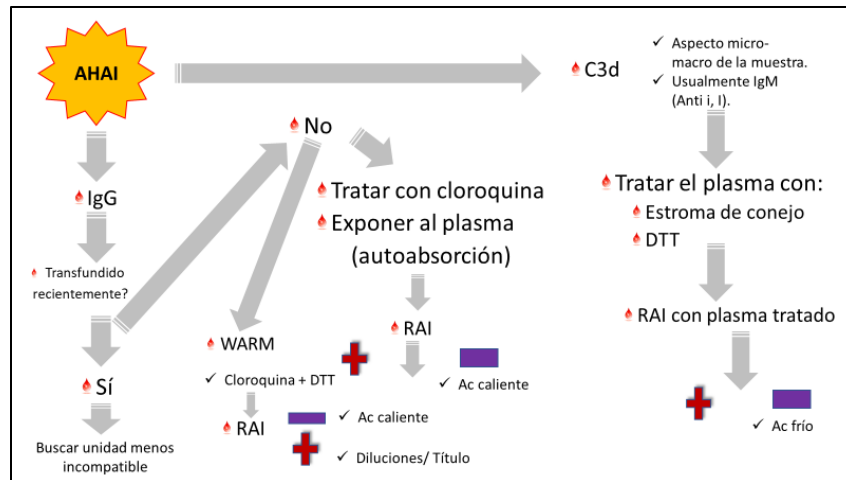 AHAI
C3d
✓ Aspecto micro-
macro de la muestra.
✓ Usualmente IgM
(Anti i, I).
No
IgG
Tratar con cloroquina
Exponer al plasma
(autoabsorción)
Tratar el plasma con:
Estroma de conejo
DTT
Transfundido
recientemente?
RAI
RAI con plasma tratado
WARM
✓ Cloroquina + DTT
✓ Ac caliente
Sí
RAI
✓ Ac caliente
✓ Ac frío
Buscar unidad menos
incompatible
✓ Diluciones/ Título